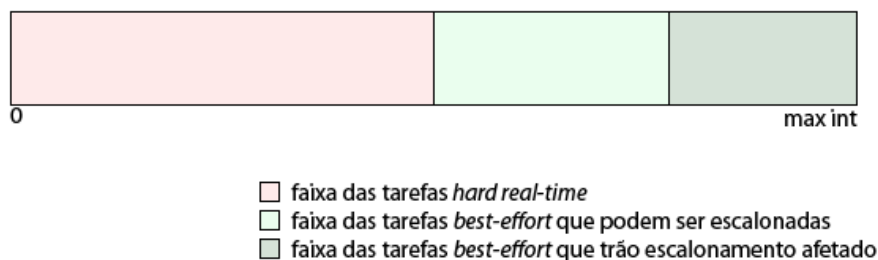 0
max int
faixa das tarefas hard real-time
faixa das tarefas best-effort que podem ser escalonadas
faixa das tarefas best-effort que trão escalonamento afetado